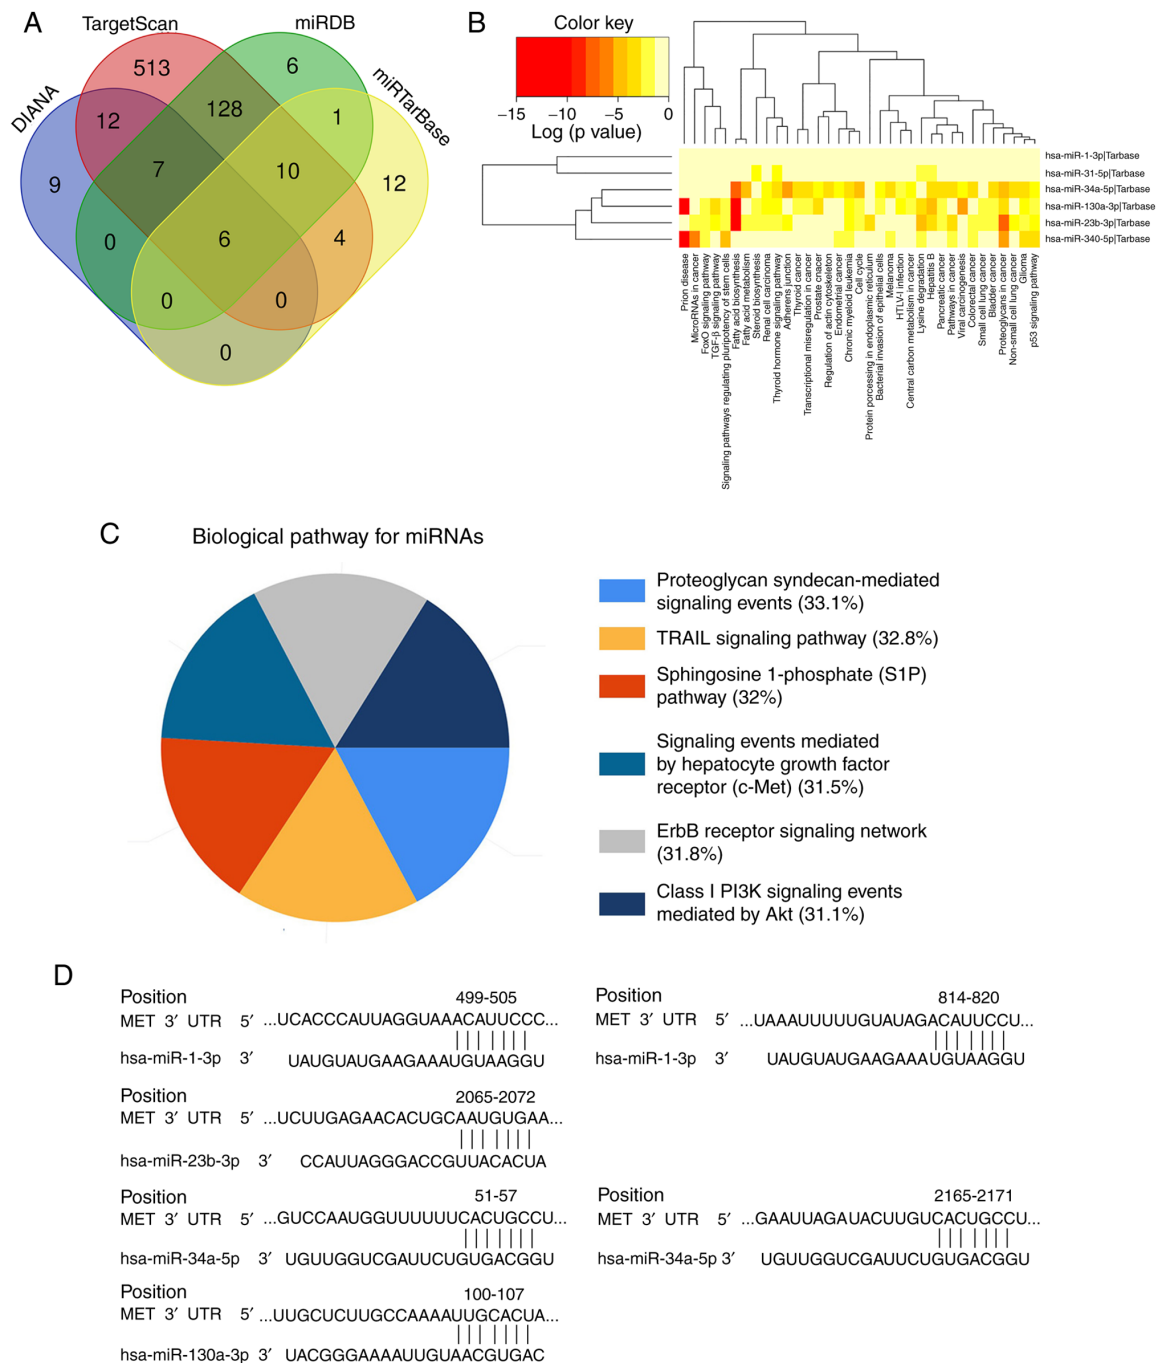 A
TargetScan
miRDB
DIANA
miRTarBase
513
6
12
128
1
9
7
10
12
0
6
4
0
0
0
B
Color key
−15
−10
−5
0
Log (p value)
hsa-miR-1-3p|Tarbase
hsa-miR-31-5p|Tarbase
hsa-miR-34a-5p|Tarbase
hsa-miR-130a-3p|Tarbase
hsa-miR-23b-3p|Tarbase
hsa-miR-340-5p|Tarbase
Prion disease
MicroRNAs in cancer
FoxO signaling pathway
TGF-β signaling pathway
Signaling pathways regulating pluripotency of stem cells
Fatty acid biosynthesis
Fatty acid metabolism
Steroid biosynthesis
Renal cell carcinoma
Thyroid hormone signaling pathway
Adherens junction
Thyroid cancer
Transcriptional misregulation in cancer
Prostate cnacer
Regulation of actin cytoskeleton
Endometrial cancer
Chronic myeloid leukemia
Cell cycle
Protein porcessing in endoplasmic reticulum
Bacterial invasion of epithelial cells
Melanoma
HTLV-I infection
Central carbon metabolism in cancer
Lysine degradation
Hepatitis B
Pancreatic cancer
Pathways in cancer
Viral carcinogenesis
Colorectal cancer
Small cell lung cancer
Bladder cancer
Proteoglycans in cancer
Non-small cell lung cancer
Glioma
p53 signaling pathway
C
Biological pathway for miRNAs
Proteoglycan syndecan-mediated
signaling events (33.1%)
TRAIL signaling pathway (32.8%)
Sphingosine 1-phosphate (S1P)
pathway (32%)
Signaling events mediated
by hepatocyte growth factor
receptor (c-Met) (31.5%)
ErbB receptor signaling network
(31.8%)
Class I PI3K signaling events
mediated by Akt (31.1%)
D
Position 499-505
MET 3′ UTR 5′ ...UCACCCAUUAGGUAAACAUUCCC...
hsa-miR-1-3p 3′ UAUGUAUGAAGAAAUGUAAGGU
Position 814-820
MET 3′ UTR 5′ ...UAAAUUUUUGUAUAGACAUUCCU...
hsa-miR-1-3p 3′ UAUGUAUGAAGAAAUGUAAGGU
Position 2065-2072
MET 3′ UTR 5′ ...UCUUGAGAACACUGCAAUGUGAA...
hsa-miR-23b-3p 3′ CCAUUAGGGACCGUUACACUA
Position 51-57
MET 3′ UTR 5′ ...GUCCAAUGGUUUUUUCACUGCCU...
hsa-miR-34a-5p 3′ UGUUGGUCGAUUCUGUGACGGU
Position 2165-2171
MET 3′ UTR 5′ ...GAAUUAGAUACUUGUCACUGCCU...
hsa-miR-34a-5p 3′ UGUUGGUCGAUUCUGUGACGGU
Position 100-107
MET 3′ UTR 5′ ...UUGCUCUUGCCAAAAUUGCACUA...
hsa-miR-130a-3p 3′ UACGGGAAAAUUGUAACGUGAC